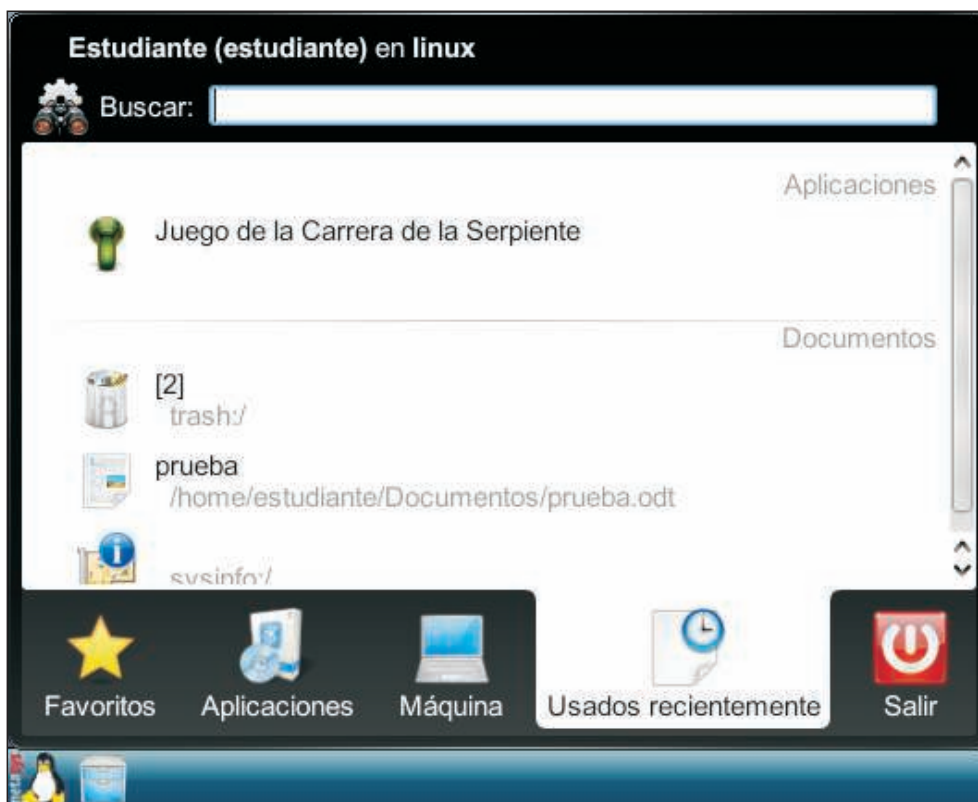 Estudiante (estudiante) en linux
Buscar:
Aplicaciones
Juego de la Carrera de la Serpiente
Documentos
[2]
trash:/
prueba
/home/estudiante/Documentos/prueba.odt
sysinfo:/
Favoritos
Aplicaciones
Máquina
Usados recientemente
Salir